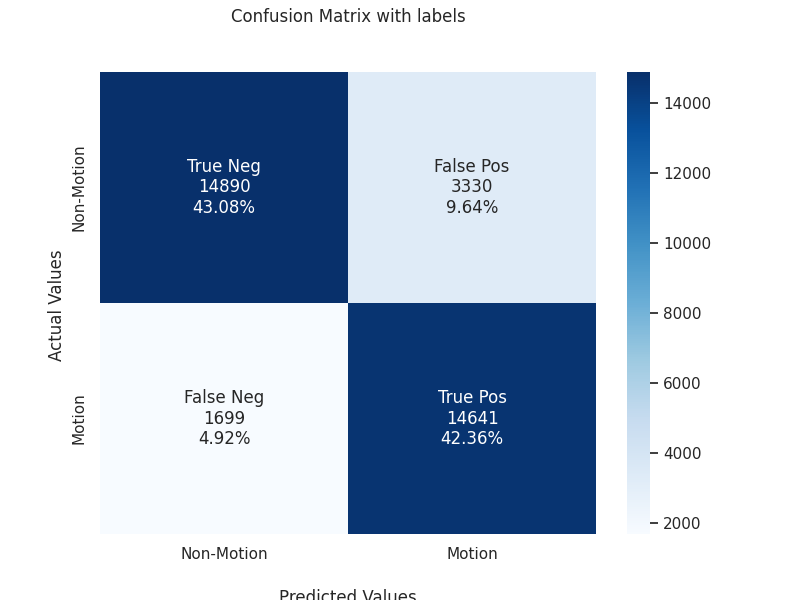 Confusion Matrix with labels
Actual Values
Non-Motion
Motion
True Neg
14890
43.08%
False Pos
3330
9.64%
False Neg
1699
4.92%
True Pos
14641
42.36%
Non-Motion
Motion
Predicted Values
14000
12000
10000
8000
6000
4000
2000